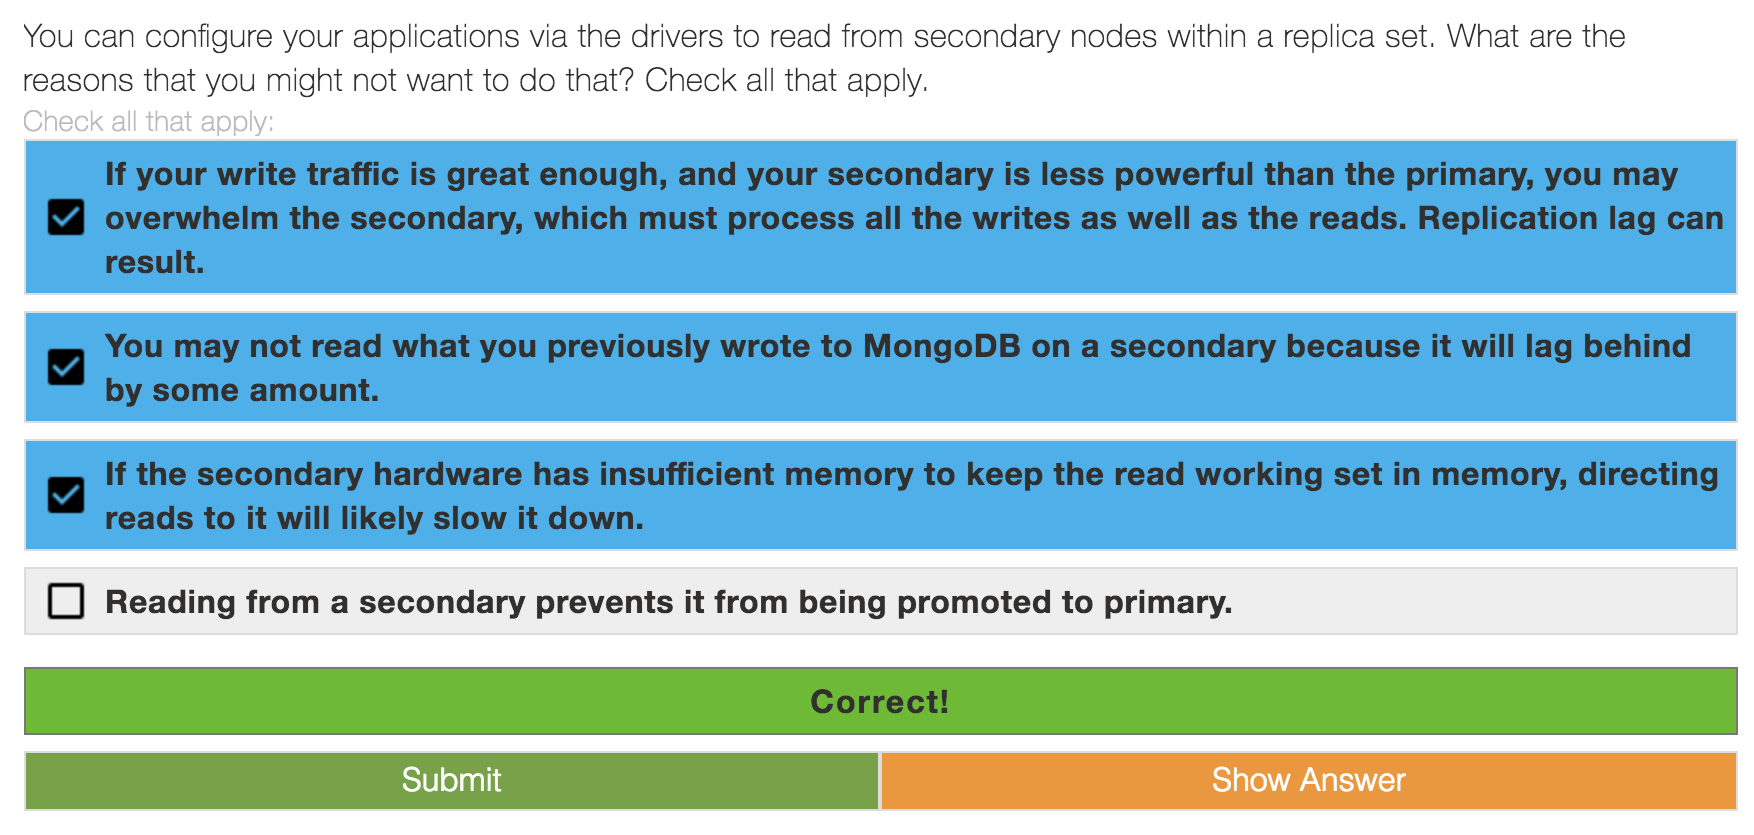 You can configure your applications via the drivers to read from secondary nodes within a replica set. What are the
reasons that you might not want to do that? Check all that apply.
Check all that apply:
If your write traffic is great enough, and your secondary is less powerful than the primary, you may
overwhelm the secondary, which must process all the writes as well as the reads. Replication lag can
result.
You may not read what you previously wrote to MongoDB on a secondary because it will lag behind
by some amount.
If the secondary hardware has insufficient memory to keep the read working set in memory, directing
reads to it will likely slow it down.
Reading from a secondary prevents it from being promoted to primary.
Correct!
Submit
Show Answer